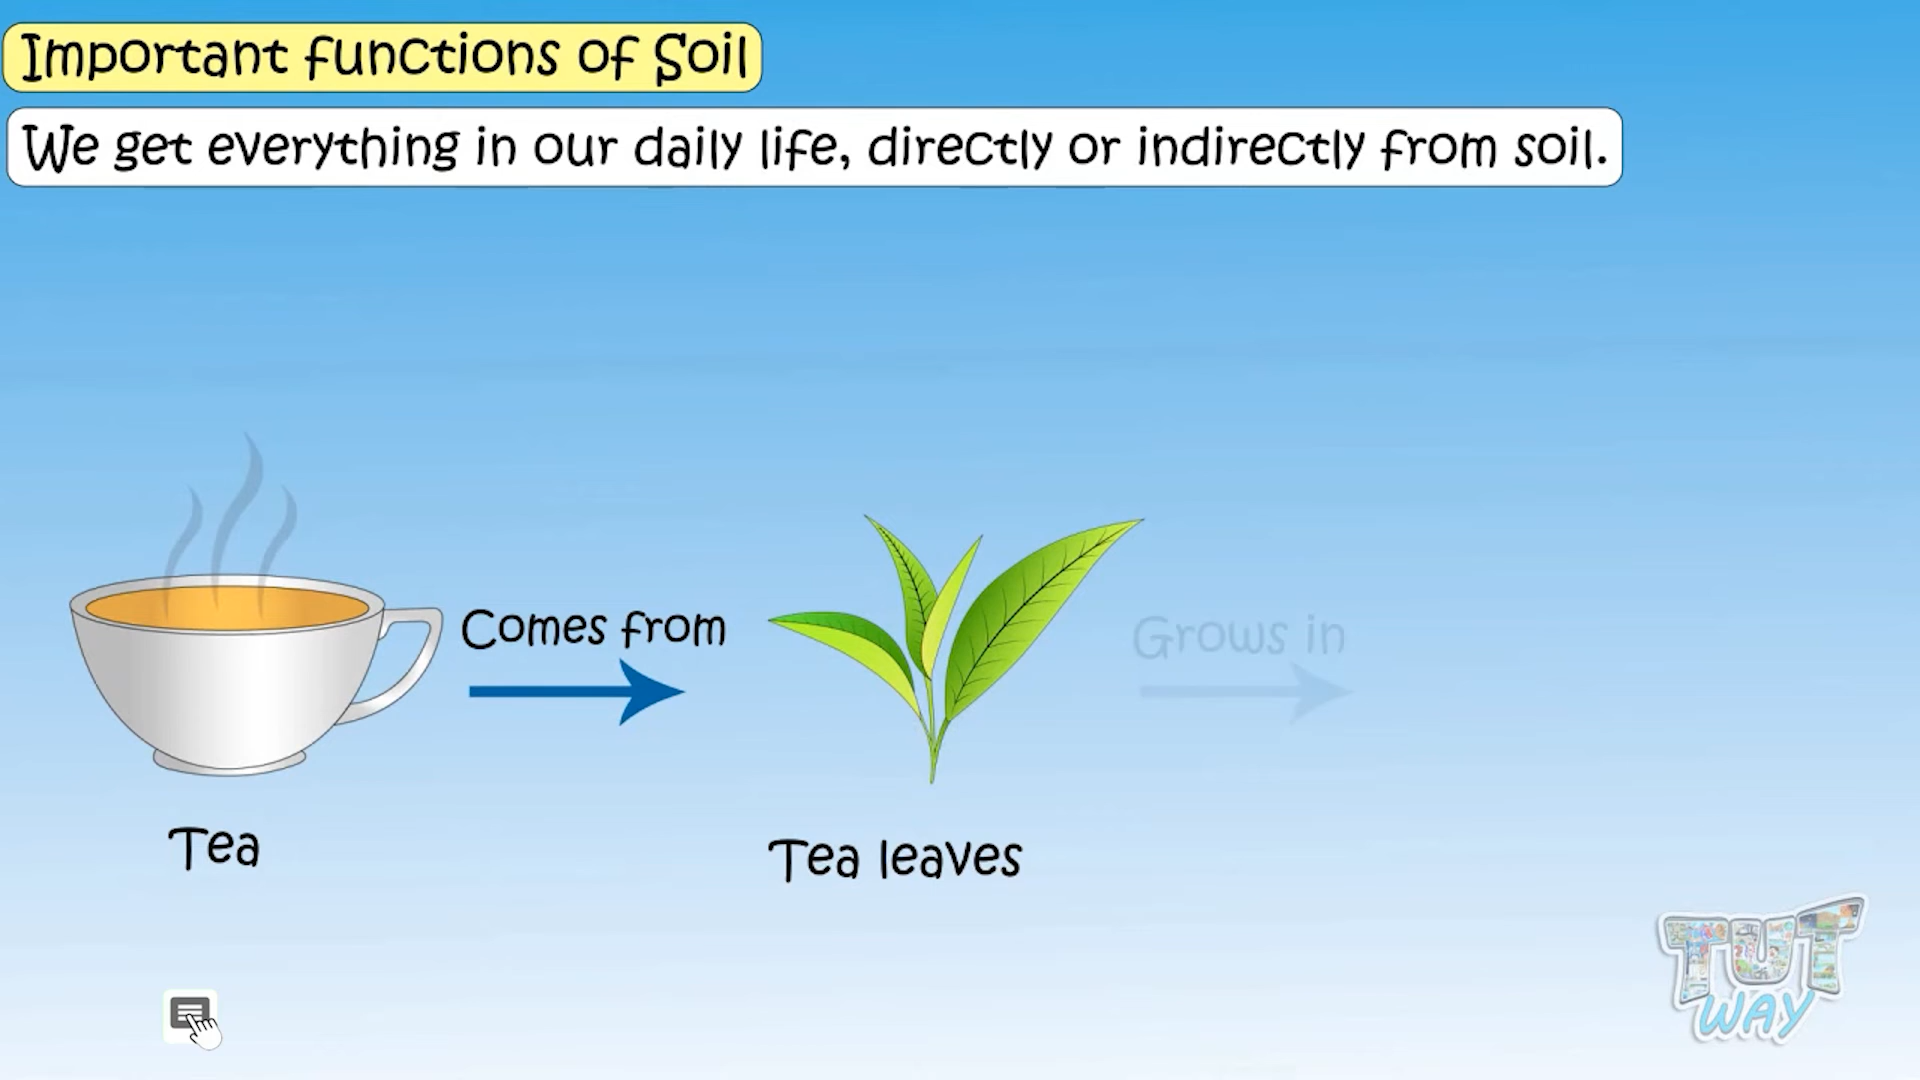 Important functions of Soil
We get everything in our daily life, directly or indirectly from soil.
Comes from
Grows in
Tea
Tea leaves
TUT
WAY